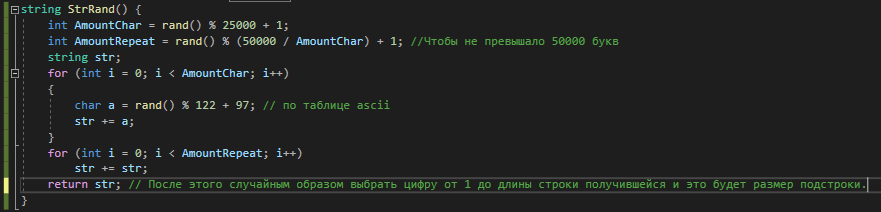 string StrRand() {
int AmountChar = rand() % 25000 + 1;
int AmountRepeat = rand() % (50000 / AmountChar) + 1; //Чтобы не превышало 50000 букв
string str;
for (int i = 0; i < AmountChar; i++)
{
char a = rand() % 122 + 97; // по таблице ascii
str += a;
}
for (int i = 0; i < AmountRepeat; i++)
str += str;
return str; // После этого случайным образом выбрать цифру от 1 до длины строки получившейся и это будет размер подстроки.
}